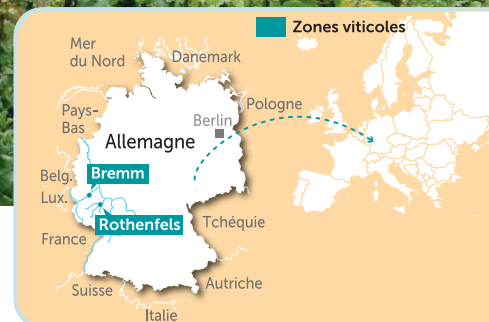 Zones viticoles
Mer
du Nord
Danemark
Pays-
Bas
Pologne
Berlin
Allemagne
Belg.
Bremm
Lux.
Rothenfels
Tchéquie
France
Suisse
Autriche
Italie